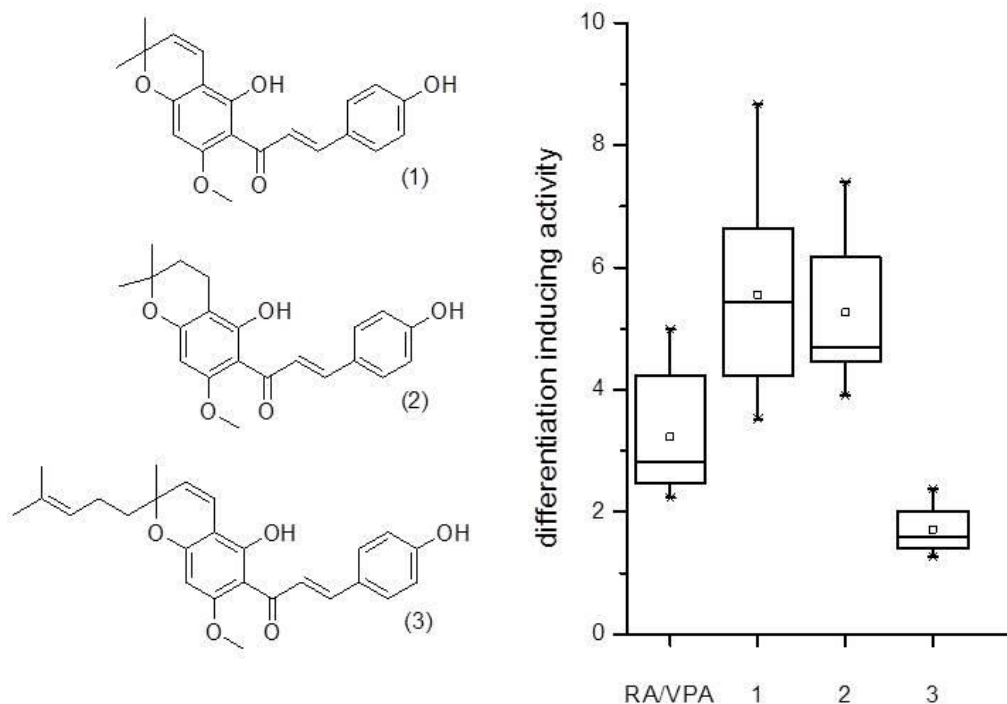 OH
O
OH
O
O
(1)
OH
O
OH
O
O
(2)
OH
O
OH
O
O
(3)
differentiation inducing activity
10
8
6
4
2
0
RA/VPA 1 2 3